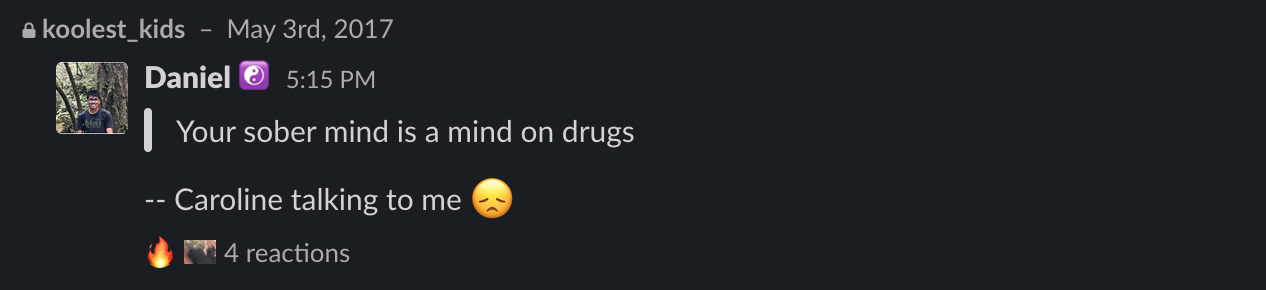 koolest_kids – May 3rd, 2017
Daniel ☯️ 5:15 PM
Your sober mind is a mind on drugs
-- Caroline talking to me 😞
🔥 4 reactions